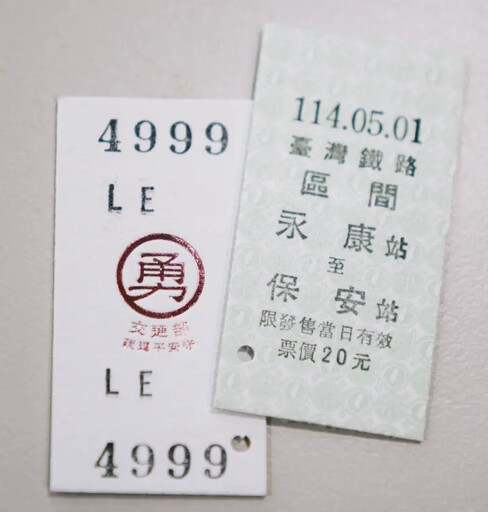 4999
LE
勇
交通部
疏運平安符
LE
4999
114.05.01
臺灣鐵路
區間
永康站
至
保安站
限發售當日有效
票價20元